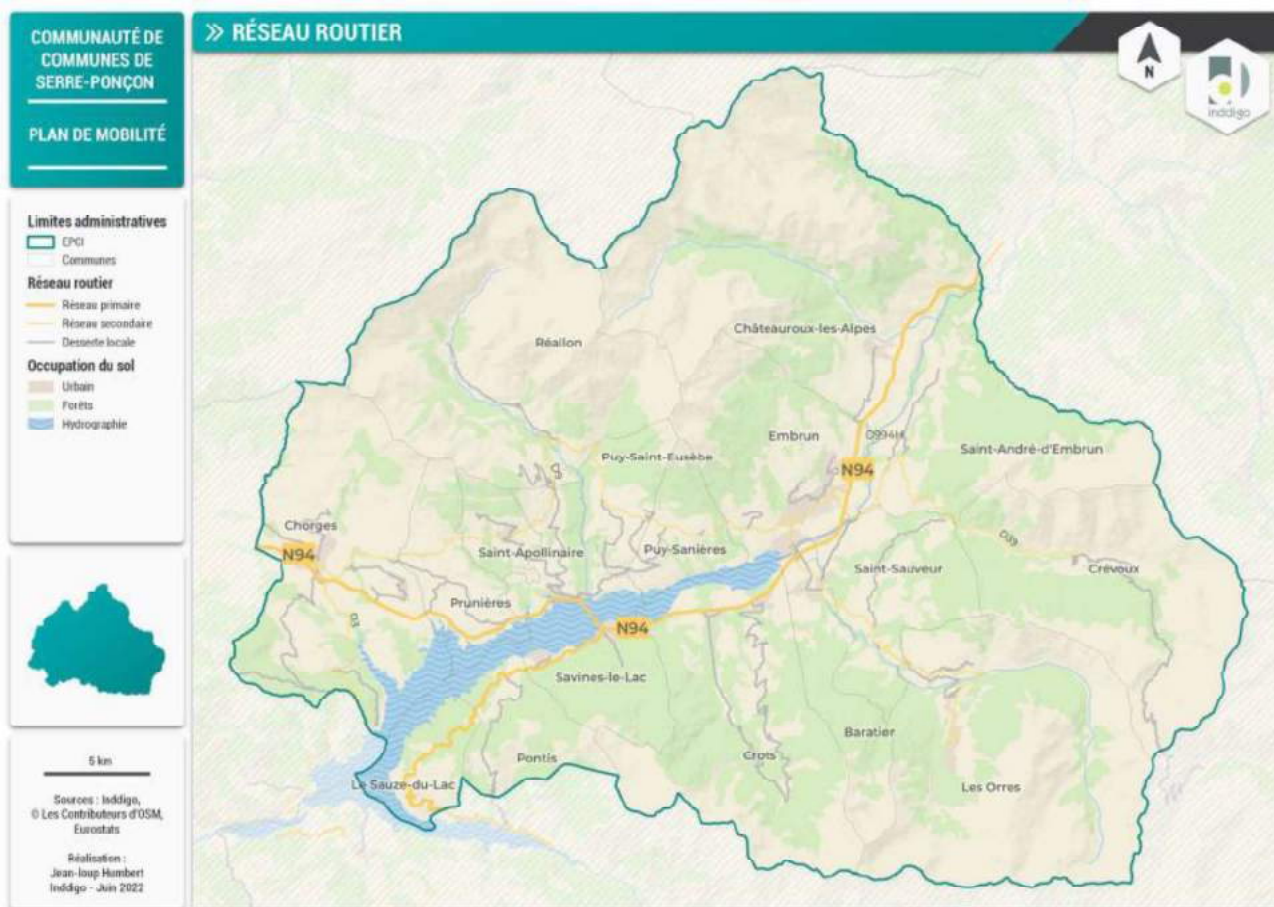 COMMUNAUTÉ DE
COMMUNES DE
SERRE-PONÇON
PLAN DE MOBILITÉ
Limites administratives
EPCI
Communes
Réseau routier
Réseau primaire
Réseau secondaire
Desserte locale
Occupation du sol
Urbain
Forêts
Hydrographie
5 km
Sources : Inddigo,
© Les Contributeurs d'OSM,
Eurostats
Réalisation :
Jean-loup Humbert
Inddigo - Juin 2022
» RÉSEAU ROUTIER
N
inddigo
Châteauroux-les-Alpes
Réallon
Embrun
D994H
Saint-André-d'Embrun
Puy-Saint-Eusèbe
N94
D9
Chorges
N94
D39
Saint-Apollinaire
Puy-Sanières
Saint-Sauveur
Crévoux
Prunières
D3
N94
Savines-le-Lac
Baratier
Pontis
Crots
Le Sauze-du-Lac
Les Orres